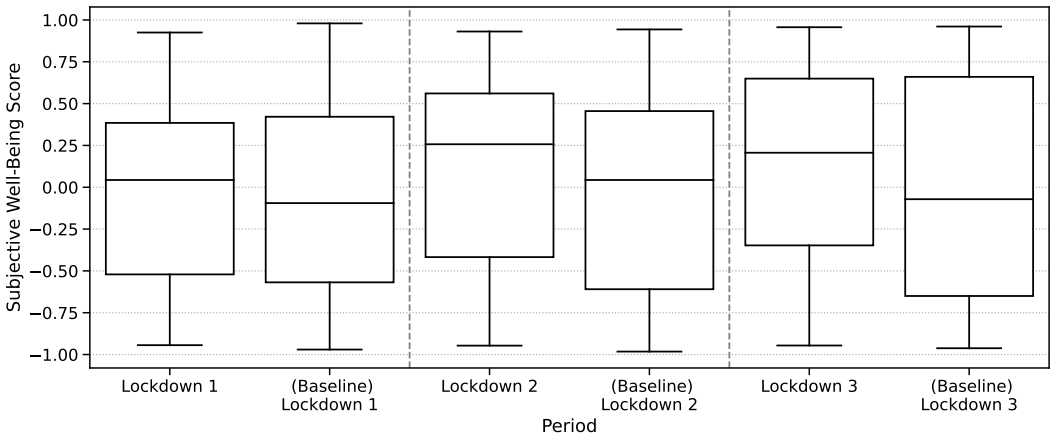 Subjective Well-Being Score
1.00
0.75
0.50
0.25
0.00
−0.25
−0.50
−0.75
−1.00
Lockdown 1
(Baseline)
Lockdown 1
Lockdown 2
(Baseline)
Lockdown 2
Lockdown 3
(Baseline)
Lockdown 3
Period